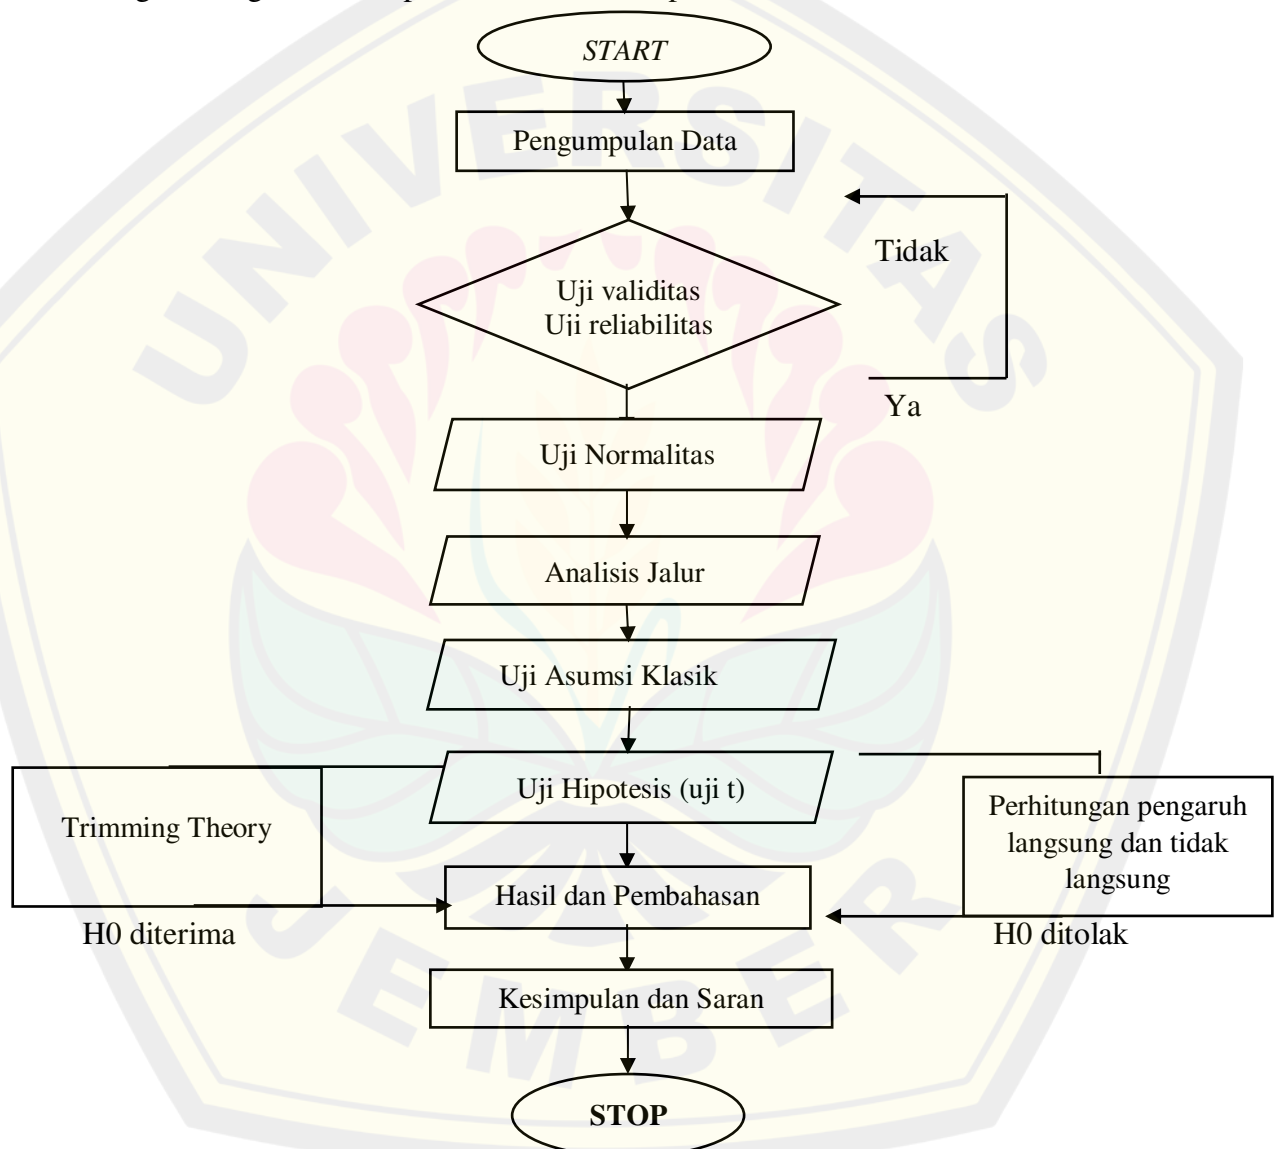 START
Pengumpulan Data
Tidak
Uji validitas
Uji reliabilitas
Ya
Uji Normalitas
Analisis Jalur
Uji Asumsi Klasik
Uji Hipotesis (uji t)
Trimming Theory
Perhitungan pengaruh
langsung dan tidak
langsung
Hasil dan Pembahasan
H0 diterima
H0 ditolak
Kesimpulan dan Saran
STOP
UNIVERSITAS
JEMBER